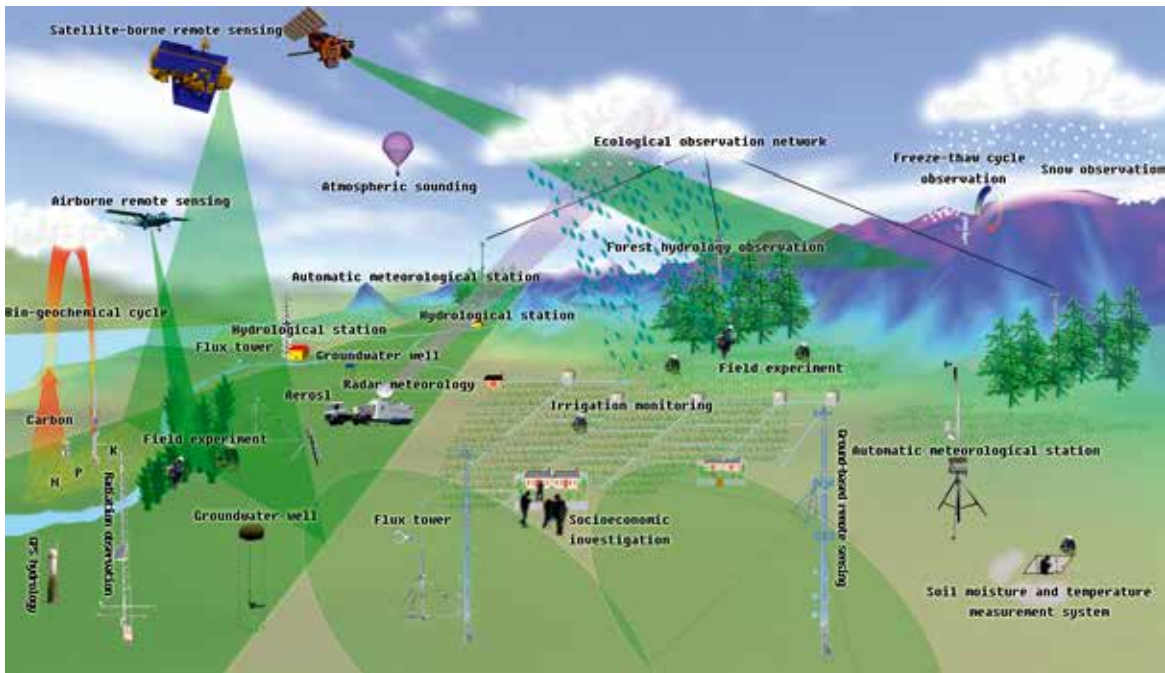 Satellite-borne remote sensing
Ecological observation network
Freeze-thaw cycle
observation
Snow observation
Atmospheric sounding
Airborne remote sensing
Forest hydrology observation
Automatic meteorological station
Bio-geochemical cycle
Hydrological station
Hydrological station
Flux tower
Groundwater well
Field experiment
Radar meteorology
Aerosl
Irrigation monitoring
Carbon
Field experiment
K
P
N
Automatic meteorological station
Ground-based remote sensing
Radiation observation
Groundwater well
Flux tower
Socioeconomic
investigation
GPS hydrology
Soil moisture and temperature
measurement system